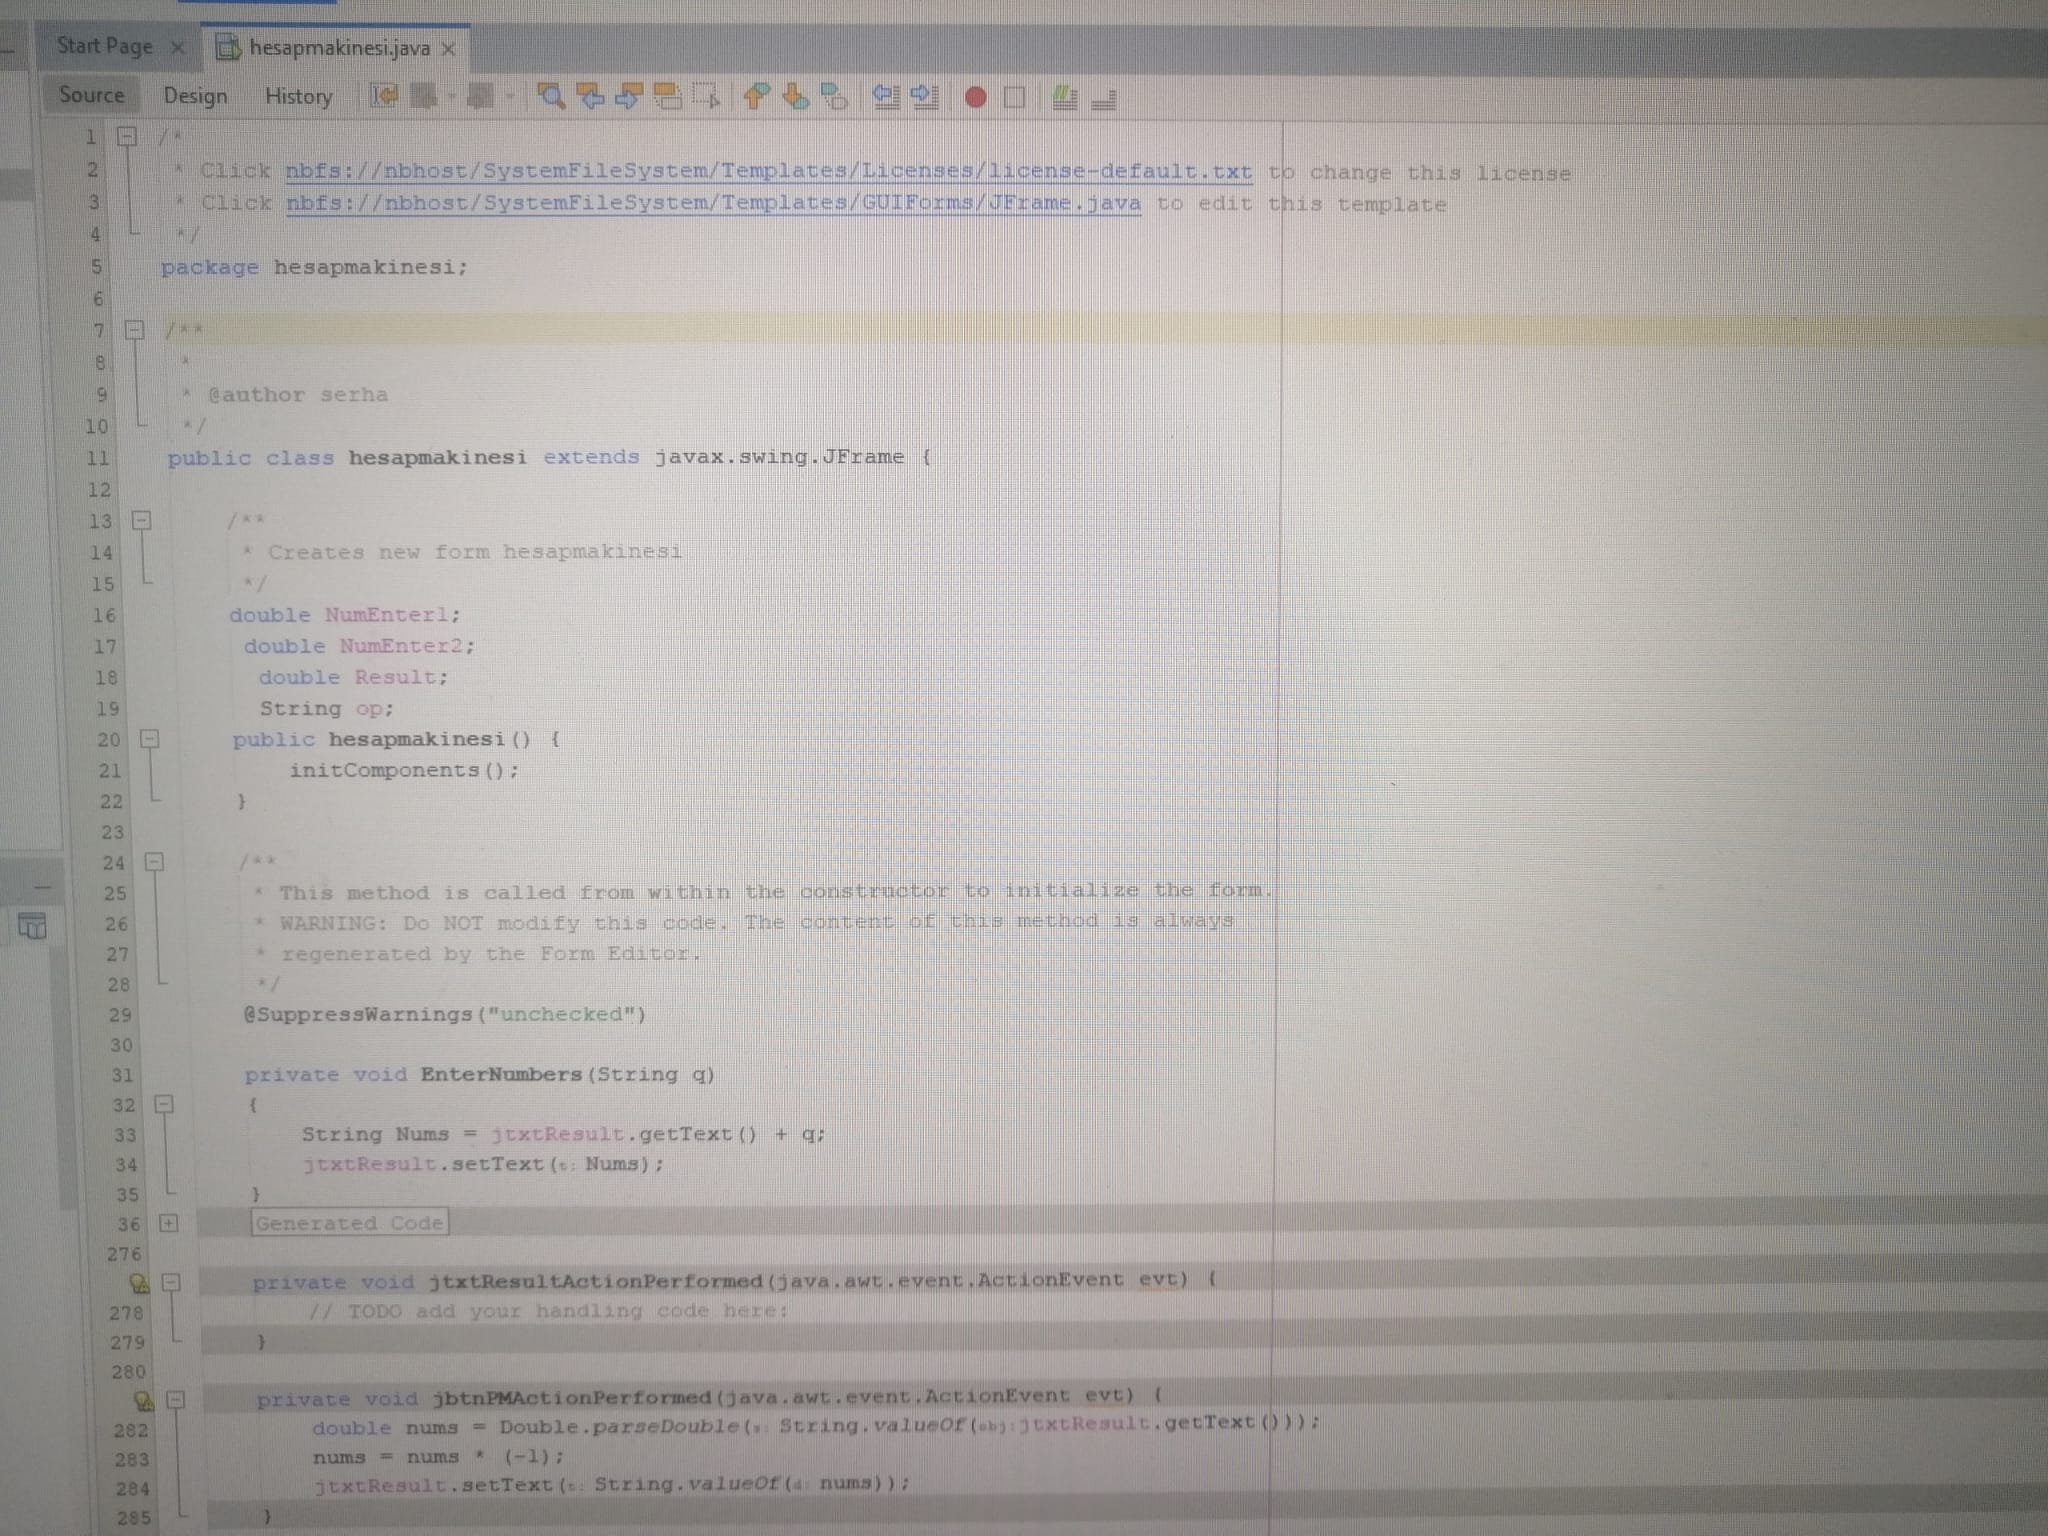 Start Page
hesapmakinesi.java
Source Design History
1 /*
2 * Click nbfs://nbhost/SystemFileSystem/Templates/Licenses/license-default.txt to change this license
3 * Click nbfs://nbhost/SystemFileSystem/Templates/GUIForms/JFrame.java to edit this template
4 */
5 package hesapmakinesi;
6
7 /**
8 *
9 * @author serha
10 */
11 public class hesapmakinesi extends javax.swing.JFrame {
12
13 /**
14 * Creates new form hesapmakinesi
15 */
16 double NumEnter1;
17 double NumEnter2;
18 double Result;
19 String op;
20 public hesapmakinesi() {
21 initComponents();
22 }
23
24 /**
25 * This method is called from within the constructor to initialize the form.
26 * WARNING: Do NOT modify this code. The content of this method is always
27 * regenerated by the Form Editor.
28 */
29 @SuppressWarnings("unchecked")
30
31 private void EnterNumbers(String q)
32 {
33 String Nums = jtxtResult.getText() + q;
34 jtxtResult.setText(t: Nums);
35 }
36 Generated Code
276
private void jtxtResultActionPerformed(java.awt.event.ActionEvent evt) {
278 // TODO add your handling code here:
279 }
280
private void jbtnPMActionPerformed(java.awt.event.ActionEvent evt) {
282 double nums = Double.parseDouble(s: String.valueOf(obj: jtxtResult.getText()));
283 nums = nums * (-1);
284 jtxtResult.setText(t: String.valueOf(d: nums));
285 }